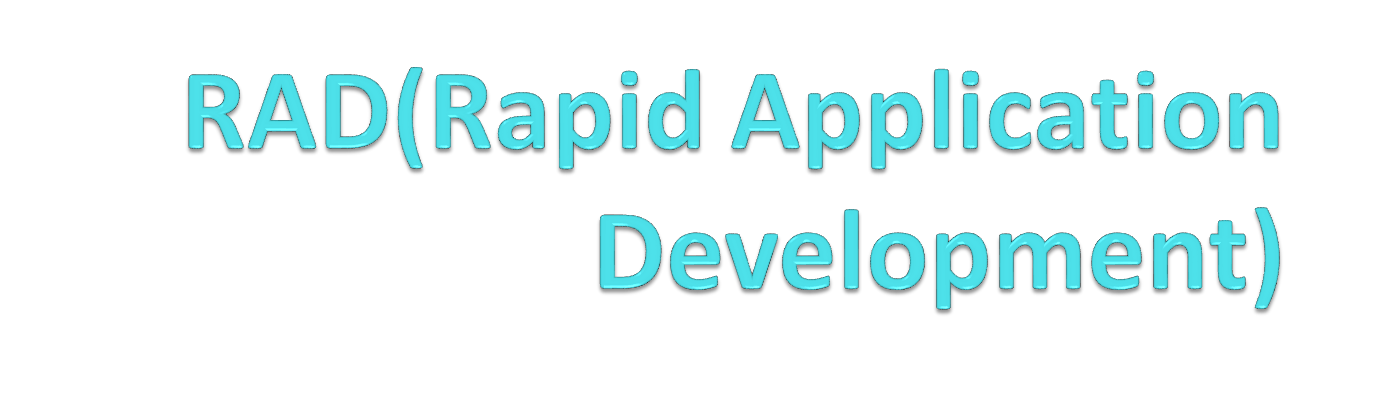 RAD(Rapid Application
Development)